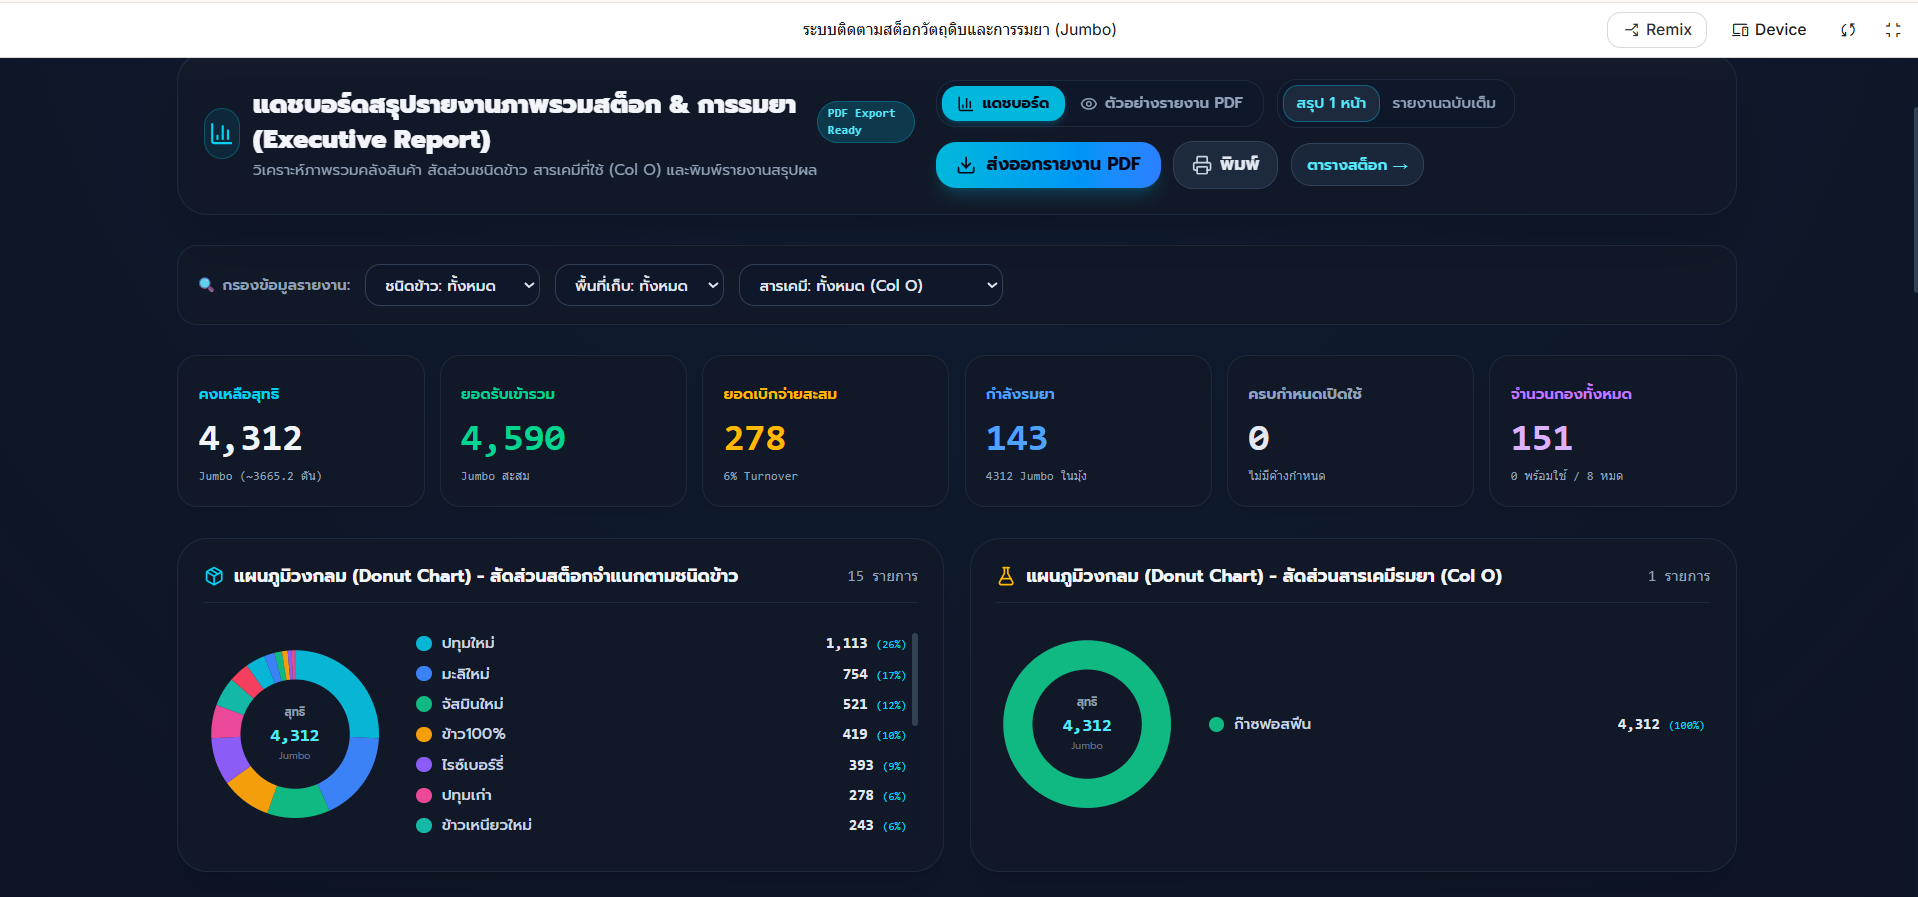 ระบบติดตามสต็อกวัตถุดิบและการรมยา (Jumbo)
Remix
Device
แดชบอร์ดสรุปรายงานภาพรวมสต็อก & การรมยา
(Executive Report)
วิเคราะห์ภาพรวมคลังสินค้า สัดส่วนชนิดข้าว สารเคมีที่ใช้ (Col O) และพิมพ์รายงานสรุปผล
PDF Export
Ready
แดชบอร์ด
ตัวอย่างรายงาน PDF
สรุป 1 หน้า
รายงานฉบับเต็ม
ส่งออกรายงาน PDF
พิมพ์
ตารางสต็อก →
กรองข้อมูลรายงาน:
ชนิดข้าว: ทั้งหมด
พื้นที่เก็บ: ทั้งหมด
สารเคมี: ทั้งหมด (Col O)
คงเหลือสุทธิ
4,312
Jumbo (~3665.2 ตัน)
ยอดรับเข้ารวม
4,590
Jumbo สะสม
ยอดเบิกจ่ายสะสม
278
6% Turnover
กำลังรมยา
143
4312 Jumbo ในมุ้ง
ครบกำหนดเปิดใช้
0
ไม่มีค้างกำหนด
จำนวนกองทั้งหมด
151
0 พร้อมใช้ / 8 หมด
แผนภูมิวงกลม (Donut Chart) - สัดส่วนสต็อกจำแนกตามชนิดข้าว
15 รายการ
สุทธิ
4,312
Jumbo
ปทุมใหม่ 1,113 (26%)
มะลิใหม่ 754 (17%)
จัสมินใหม่ 521 (12%)
ข้าว100% 419 (10%)
ไรซ์เบอร์รี่ 393 (9%)
ปทุมเก่า 278 (6%)
ข้าวเหนียวใหม่ 243 (6%)
แผนภูมิวงกลม (Donut Chart) - สัดส่วนสารเคมีรมยา (Col O)
1 รายการ
สุทธิ
4,312
Jumbo
ก๊าซฟอสฟีน 4,312 (100%)